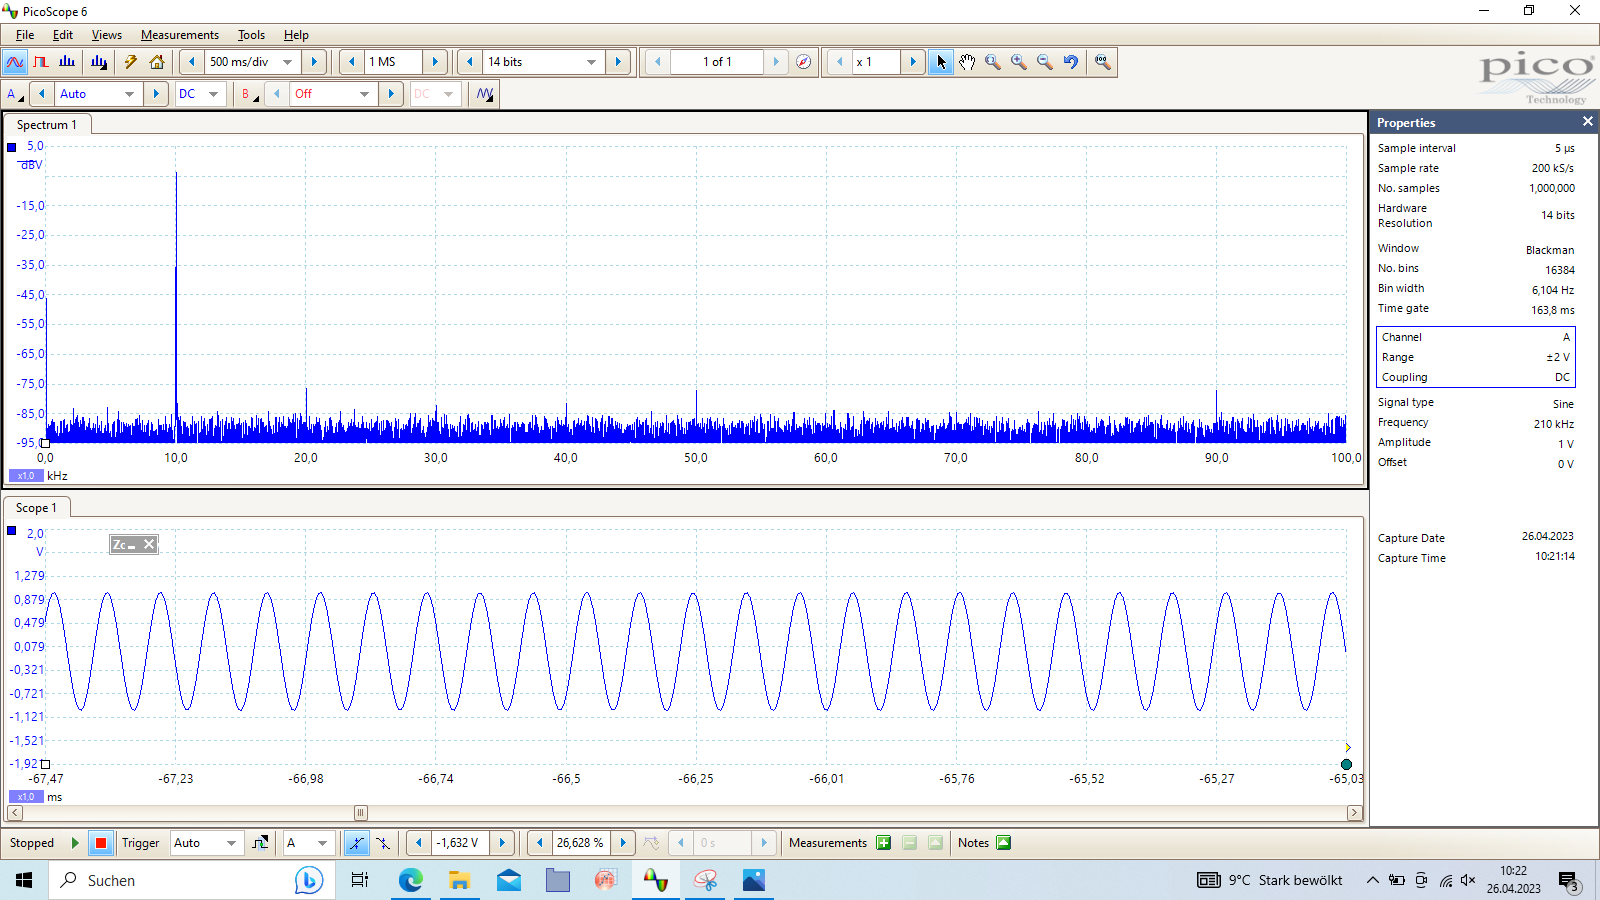 PicoScope 6
File Edit Views Measurements Tools Help
500 ms/div 1 MS 14 bits 1 of 1 x 1
A Auto DC B Off DC
pico
Technology
Spectrum 1
5,0
dBV
-15,0
-25,0
-35,0
-45,0
-55,0
-65,0
-75,0
-85,0
-95,0
0,0 10,0 20,0 30,0 40,0 50,0 60,0 70,0 80,0 90,0 100,0
x1,0 kHz
Properties
Sample interval 5 µs
Sample rate 200 kS/s
No. samples 1,000,000
Hardware
Resolution 14 bits
Window Blackman
No. bins 16384
Bin width 6,104 Hz
Time gate 163,8 ms
Channel A
Range ±2 V
Coupling DC
Signal type Sine
Frequency 210 kHz
Amplitude 1 V
Offset 0 V
Capture Date 26.04.2023
Capture Time 10:21:14
Scope 1
2,0
V
Zc
1,279
0,879
0,479
0,079
-0,321
-0,721
-1,121
-1,521
-1,921
-67,47 -67,23 -66,98 -66,74 -66,5 -66,25 -66,01 -65,76 -65,52 -65,27 -65,03
x1,0 ms
Stopped Trigger Auto A -1,632 V 26,628 % 0 s Measurements Notes
Suchen 9°C Stark bewölkt 10:22
26.04.2023
3